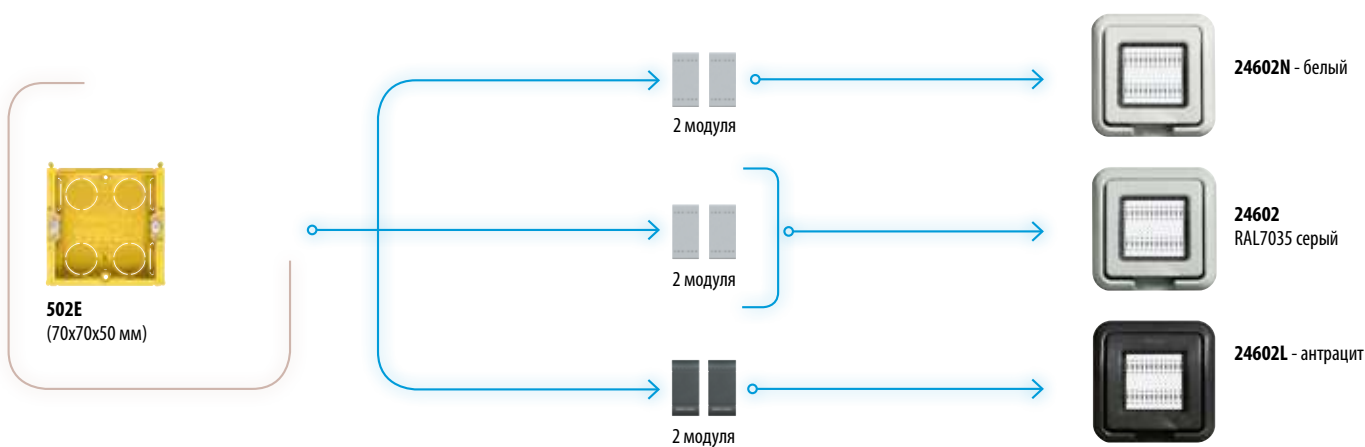 24602N - белый
2 модуля
24602
RAL7035 серый
2 модуля
502E
(70x70x50 мм)
24602L - антрацит
2 модуля